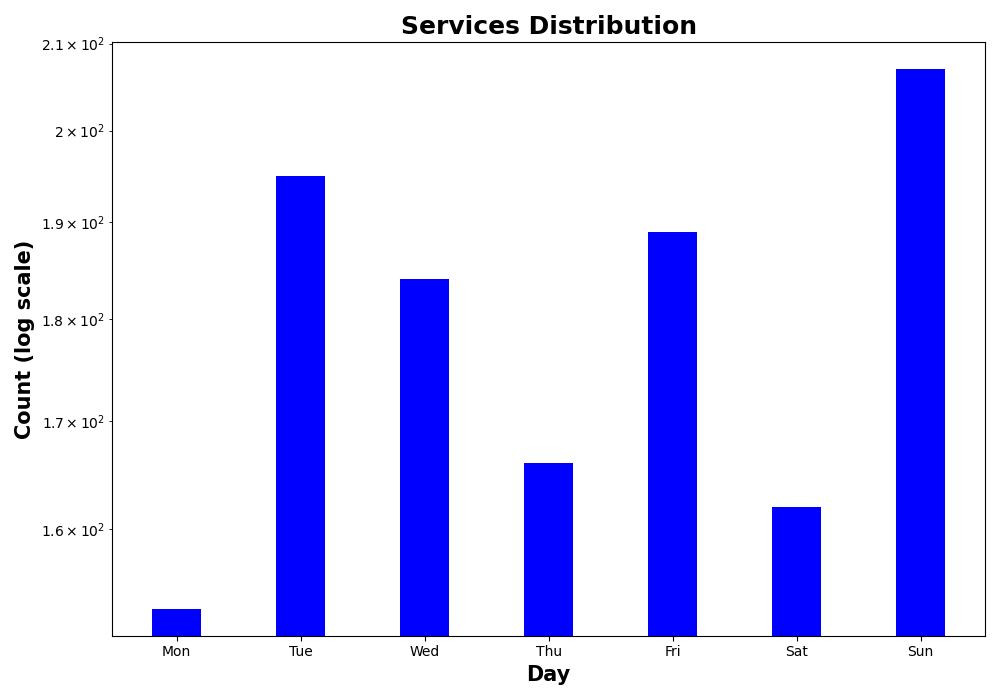 Services Distribution
Count (log scale)
2.1 × 10²
2 × 10²
1.9 × 10²
1.8 × 10²
1.7 × 10²
1.6 × 10²
Mon Tue Wed Thu Fri Sat Sun
Day